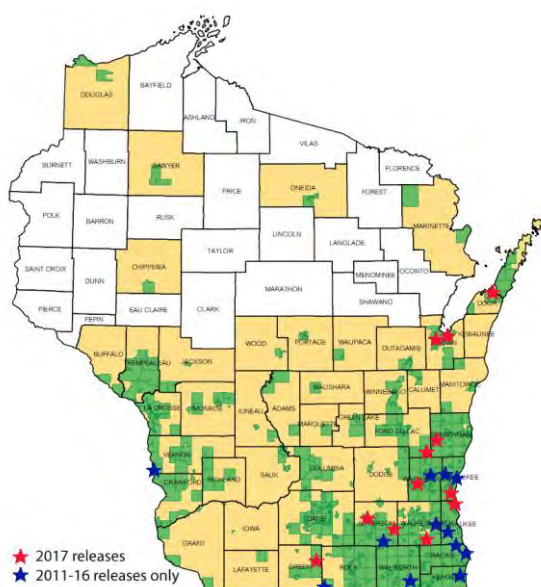 BAYFIELD
DOUGLAS
ASHLAND
IRON
VILAS
BURNETT
WASHBURN
SAWYER
FLORENCE
ONEIDA
FOREST
PRICE
MARINETTE
POLK
BARRON
RUSK
LINCOLN
LANGLADE
TAYLOR
CHIPPEWA
SAINT CROIX
DUNN
MENOMINEE
OCONTO
MARATHON
DOOR
PIERCE
PEPIN
EAU CLAIRE
CLARK
SHAWANO
KEWAUNEE
BUFFALO
TREMPEALEAU
JACKSON
WOOD
PORTAGE
WAUPACA
OUTAGAMIE
WAUSHARA
WINNEBAGO
CALUMET
MANITOWOC
LA CROSSE
MONROE
JUNEAU
ADAMS
MARQUETTE
GREEN LAKE
FOND DU LAC
VERNON
CRAWFORD
RICHLAND
SAUK
COLUMBIA
DODGE
IOWA
DANE
GRANT
LAFAYETTE
GREEN
ROCK
WALWORTH
RACINE
2017 releases
2011-16 releases only